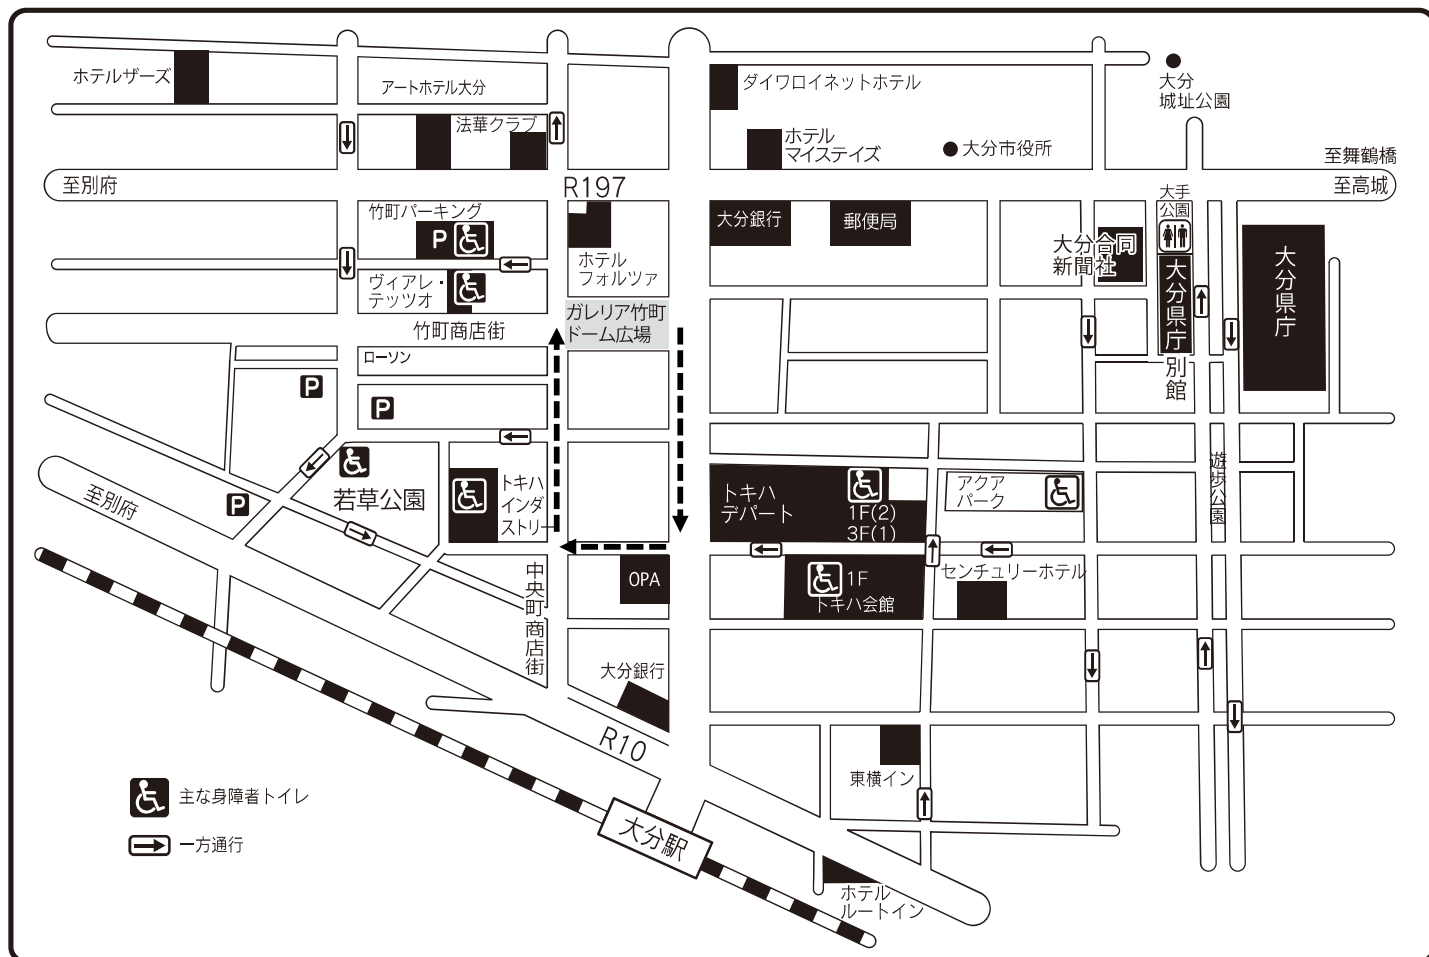 ホテルザーズ
アートホテル大分
法華クラブ
ダイワロイネットホテル
ホテル
マイステイズ
大分市役所
大分
城址公園
至舞鶴橋
至高城
至別府
R197
竹町パーキング
P
ヴィアレ・
テッツオ
竹町商店街
ローソン
ホテル
フォルツァ
ガレリア竹町
ドーム広場
大分銀行
郵便局
大分合同
新聞社
大手
公園
大分県庁
別館
大分県庁
P
P
P
若草公園
至別府
トキハ
インダ
ストリー
トキハ
デパート
1F(2)
3F(1)
アクア
パーク
遊歩公園
OPA
1F
トキハ会館
センチュリーホテル
中央町
商店街
大分銀行
R10
東横イン
大分駅
ホテル
ルートイン
主な身障者トイレ
一方通行